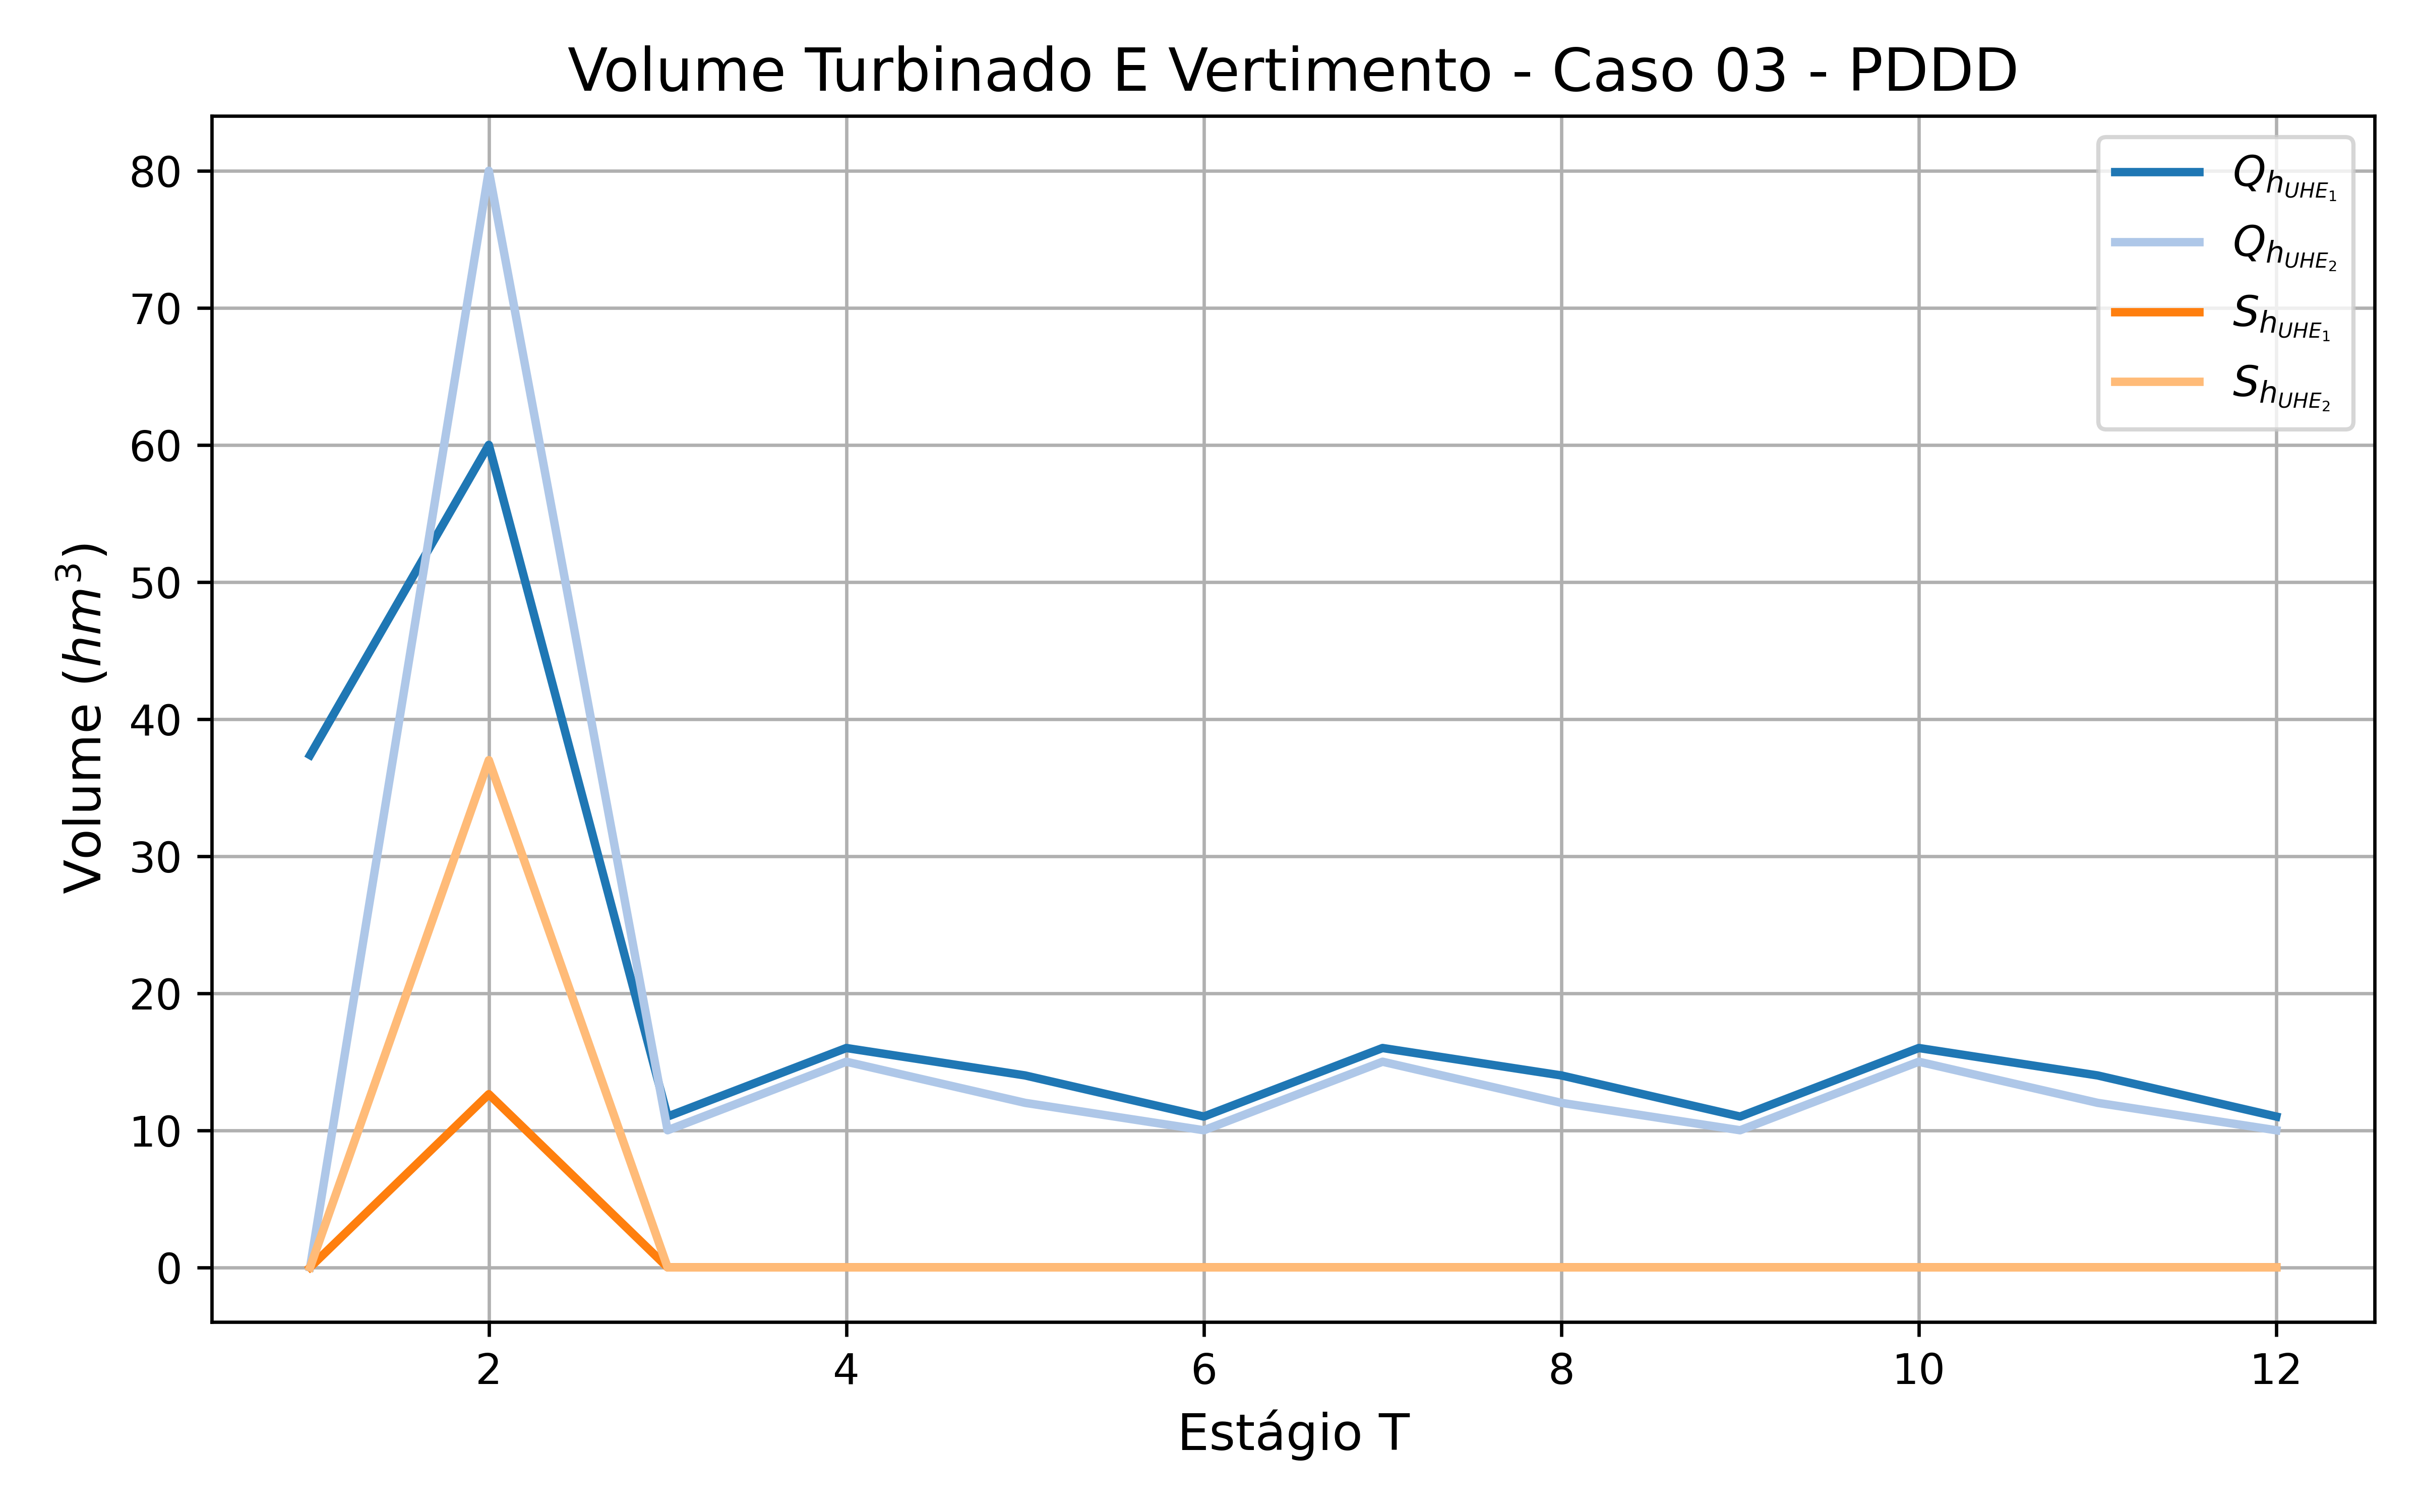 Volume Turbinado E Vertimento - Caso 03 - PDDD
80
70
60
50
40
30
20
10
0
Volume (hm³)
Q_{h_{UHE_1}}
Q_{h_{UHE_2}}
S_{h_{UHE_1}}
S_{h_{UHE_2}}
2 4 6 8 10 12
Estágio T